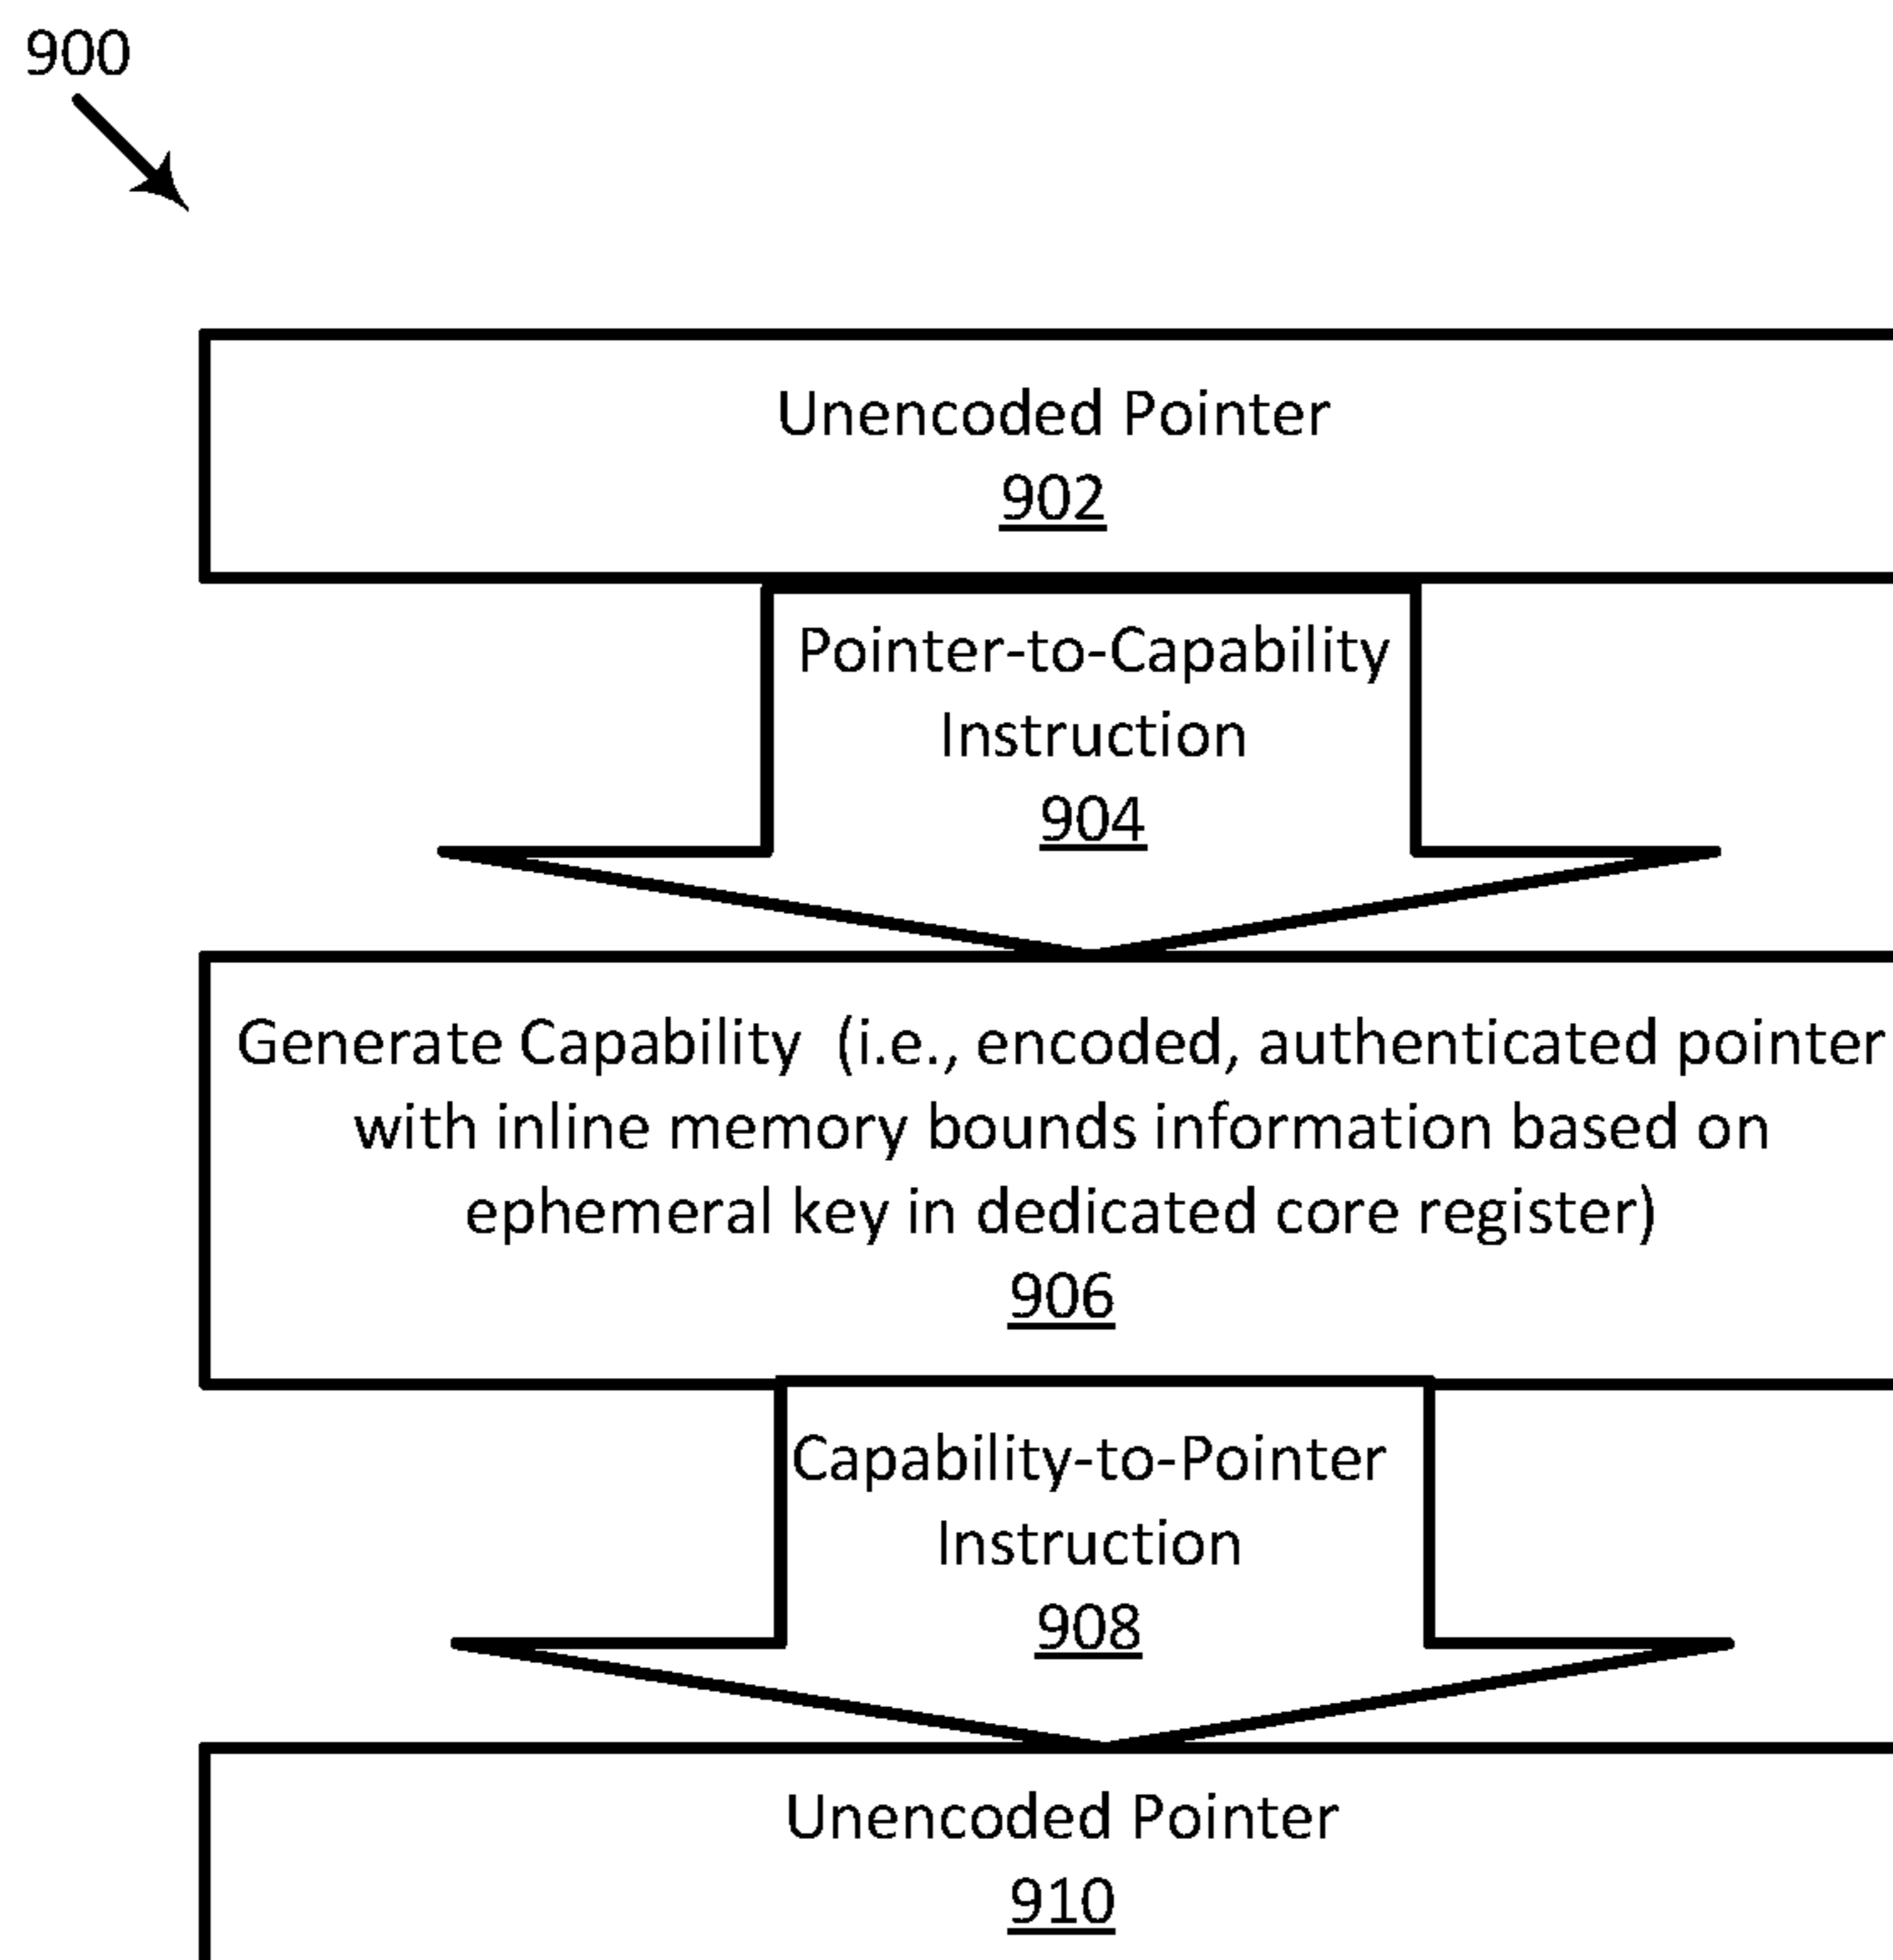 900
Unencoded Pointer
902
Pointer-to-Capability
Instruction
904
Generate Capability  (i.e., encoded, authenticated pointer
with inline memory bounds information based on
ephemeral key in dedicated core register)
906
Capability-to-Pointer
Instruction
908
Unencoded Pointer
910